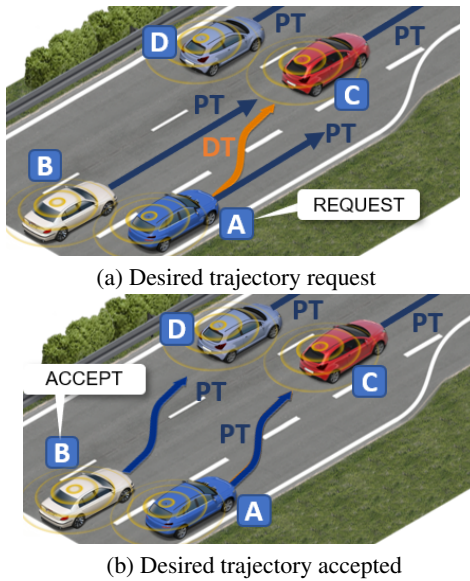 D
PT
PT
C
PT
DT
PT
B
A
REQUEST
(a) Desired trajectory request
D
PT
PT
ACCEPT
C
PT
B
PT
A
(b) Desired trajectory accepted